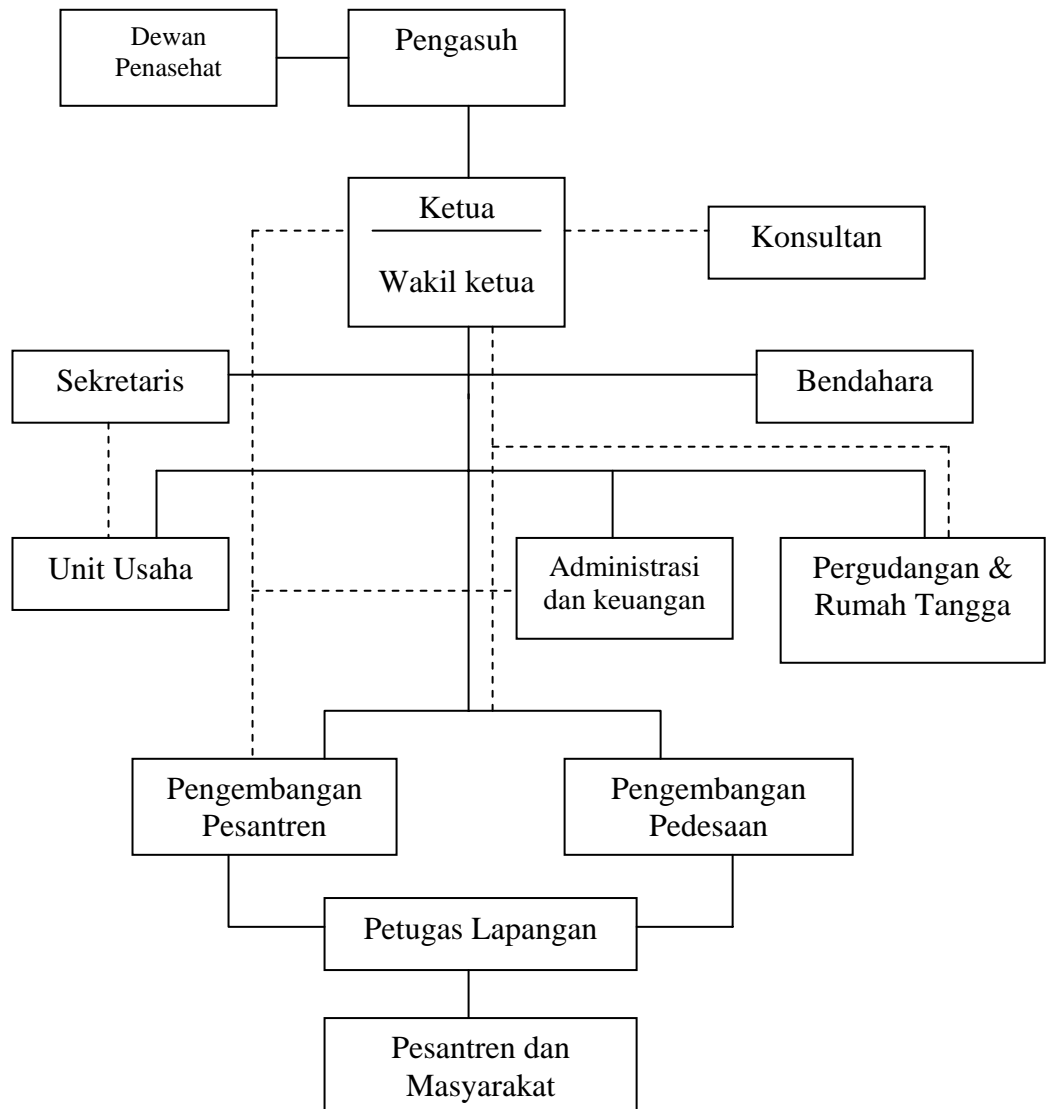 Dewan
Penasehat
Pengasuh
Ketua
Wakil ketua
Konsultan
Sekretaris
Bendahara
Unit Usaha
Administrasi
dan keuangan
Pergudangan &
Rumah Tangga
Pengembangan
Pesantren
Pengembangan
Pedesaan
Petugas Lapangan
Pesantren dan
Masyarakat